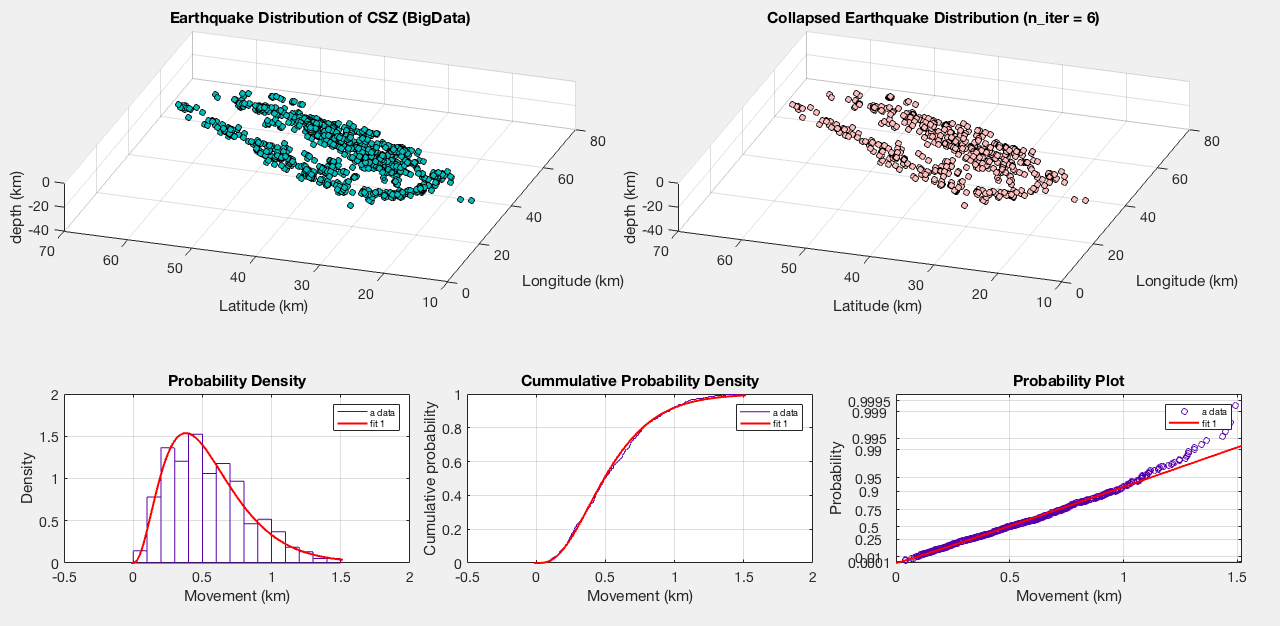 Earthquake Distribution of CSZ (BigData)
Collapsed Earthquake Distribution (n_iter = 6)
depth (km)
0
-20
-40
70
60
50
40
30
20
10
Latitude (km)
0
20
40
60
80
Longitude (km)
depth (km)
0
-20
-40
70
60
50
40
30
20
10
Latitude (km)
0
20
40
60
80
Longitude (km)
Probability Density
Density
2
1.5
1
0.5
0
-0.5
0
0.5
1
1.5
2
Movement (km)
a data
fit 1
Cummulative Probability Density
Cumulative probability
1
0.8
0.6
0.4
0.2
0
-0.5
0
0.5
1
1.5
2
Movement (km)
a data
fit 1
Probability Plot
Probability
0.9995
0.999
0.995
0.99
0.95
0.9
0.75
0.5
0.25
0.01
0.0001
0
0.5
1
1.5
Movement (km)
a data
fit 1